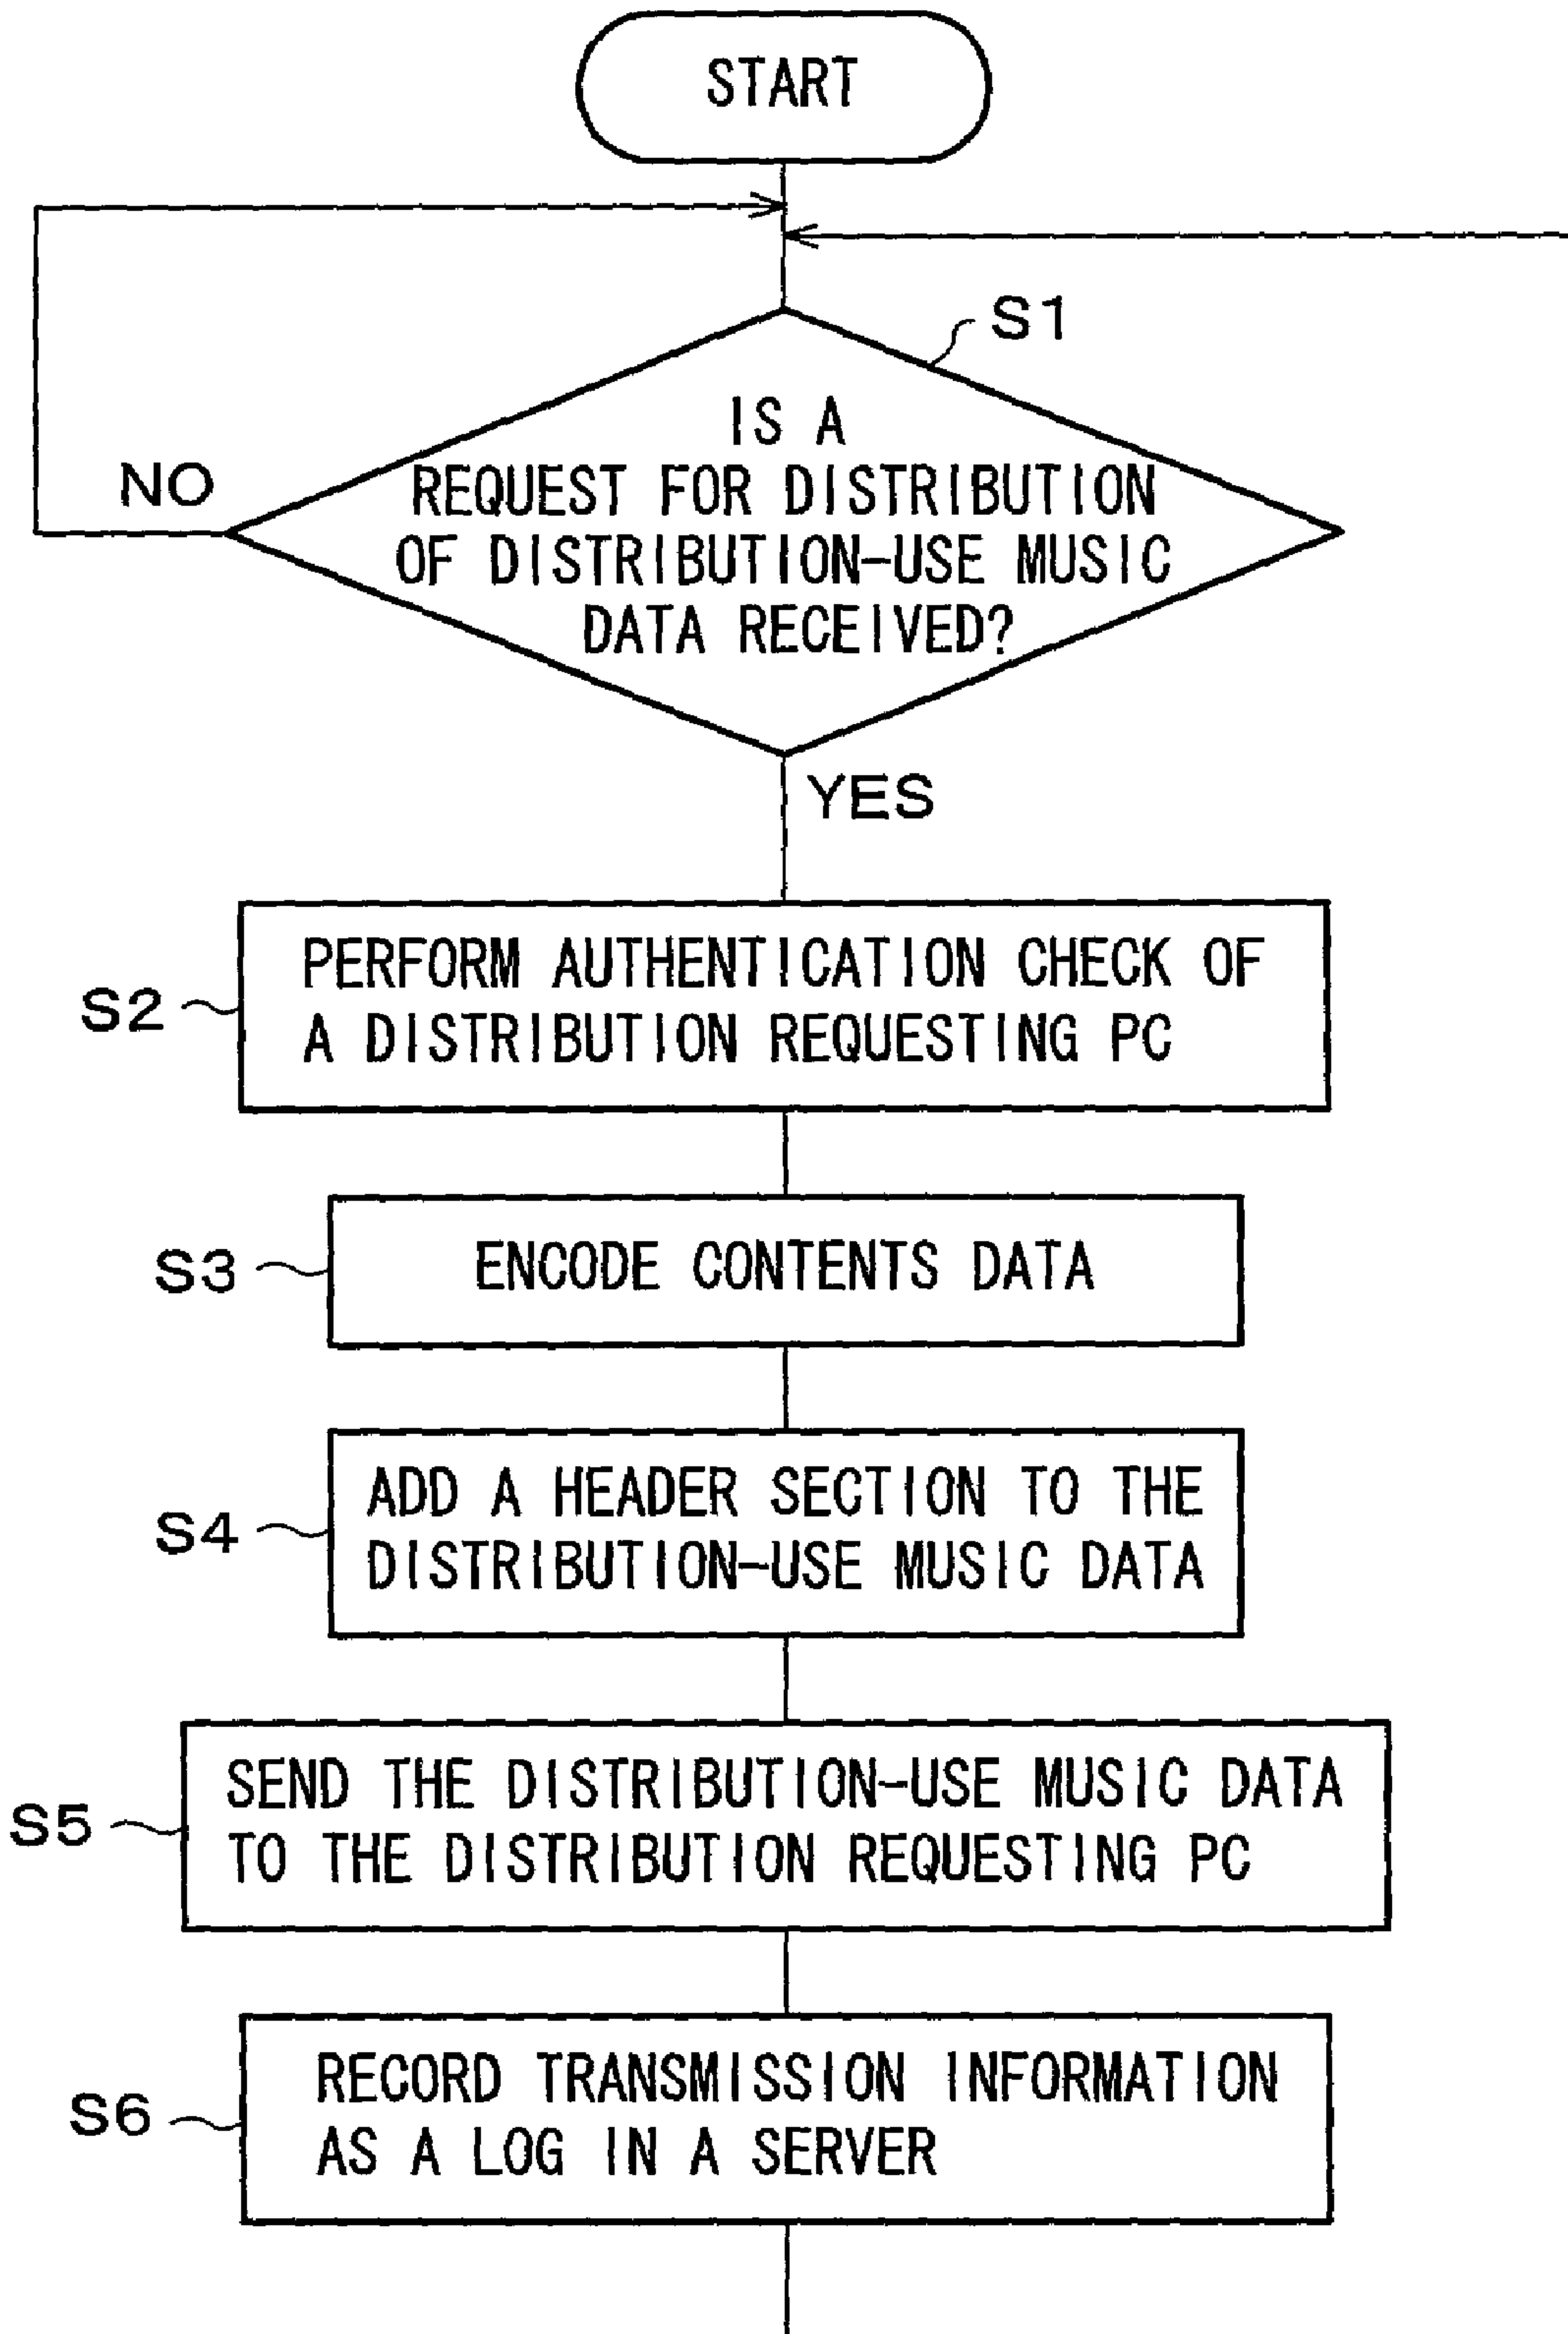 START
S1
IS A
REQUEST FOR DISTRIBUTION
OF DISTRIBUTION-USE MUSIC
DATA RECEIVED?
NO
YES
S2
PERFORM AUTHENTICATION CHECK OF
A DISTRIBUTION REQUESTING PC
S3
ENCODE CONTENTS DATA
S4
ADD A HEADER SECTION TO THE
DISTRIBUTION-USE MUSIC DATA
S5
SEND THE DISTRIBUTION-USE MUSIC DATA
TO THE DISTRIBUTION REQUESTING PC
S6
RECORD TRANSMISSION INFORMATION
AS A LOG IN A SERVER